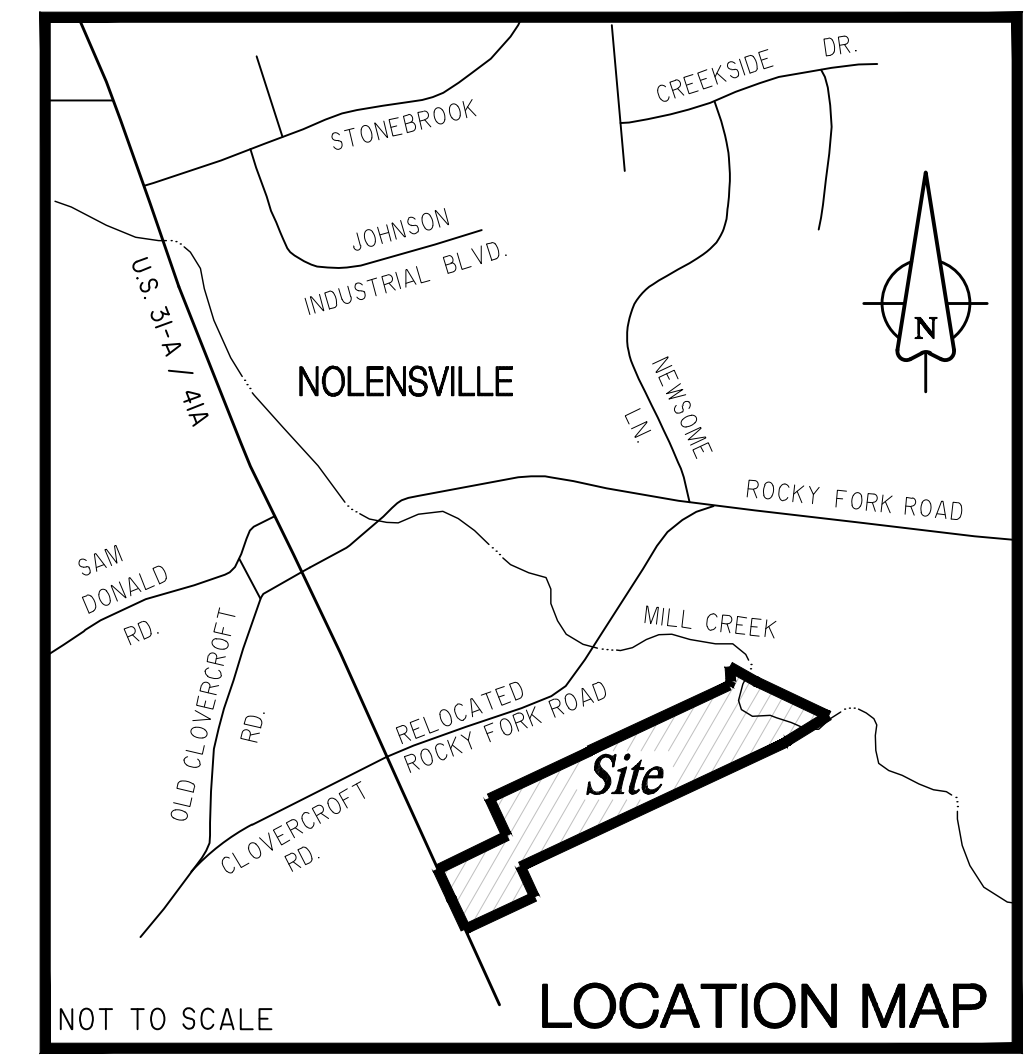 CREEKSIDE DR.
STONEBROOK
JOHNSON
INDUSTRIAL BLVD.
U.S. 31-A / 41A
N
NOLENSVILLE
NEWSOME
LN.
ROCKY FORK ROAD
SAM
DONALD
RD.
OLD CLOVERCROFT
RD.
MILL CREEK
RELOCATED
ROCKY FORK ROAD
Site
CLOVERCROFT
RD.
NOT TO SCALE
LOCATION MAP